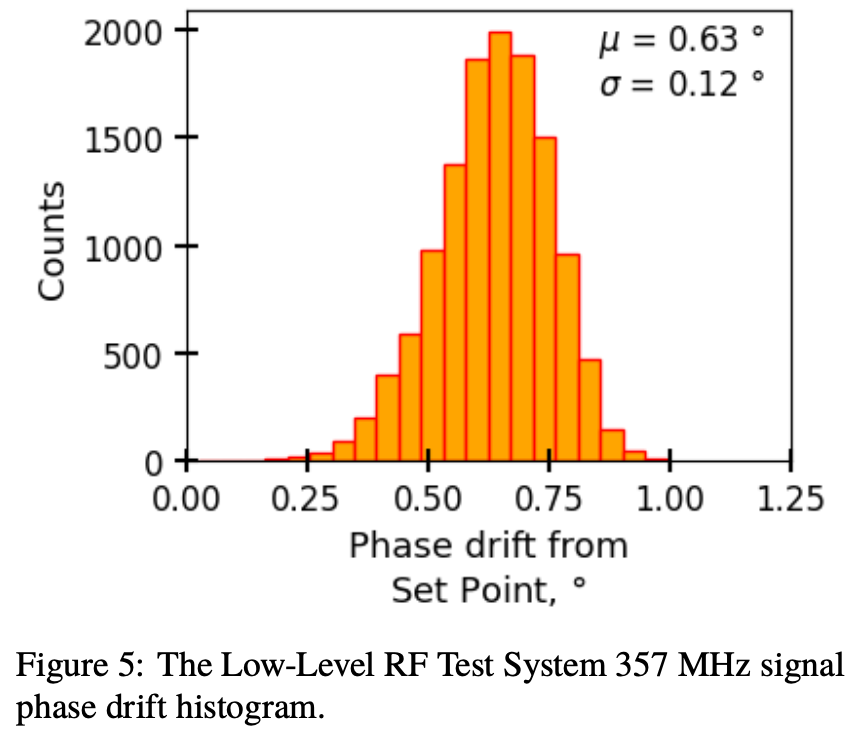 2000
μ = 0.63 °
σ = 0.12 °
1500
1000
500
0
Counts
0.00 0.25 0.50 0.75 1.00 1.25
Phase drift from
Set Point, °
Figure 5: The Low-Level RF Test System 357 MHz signal
phase drift histogram.